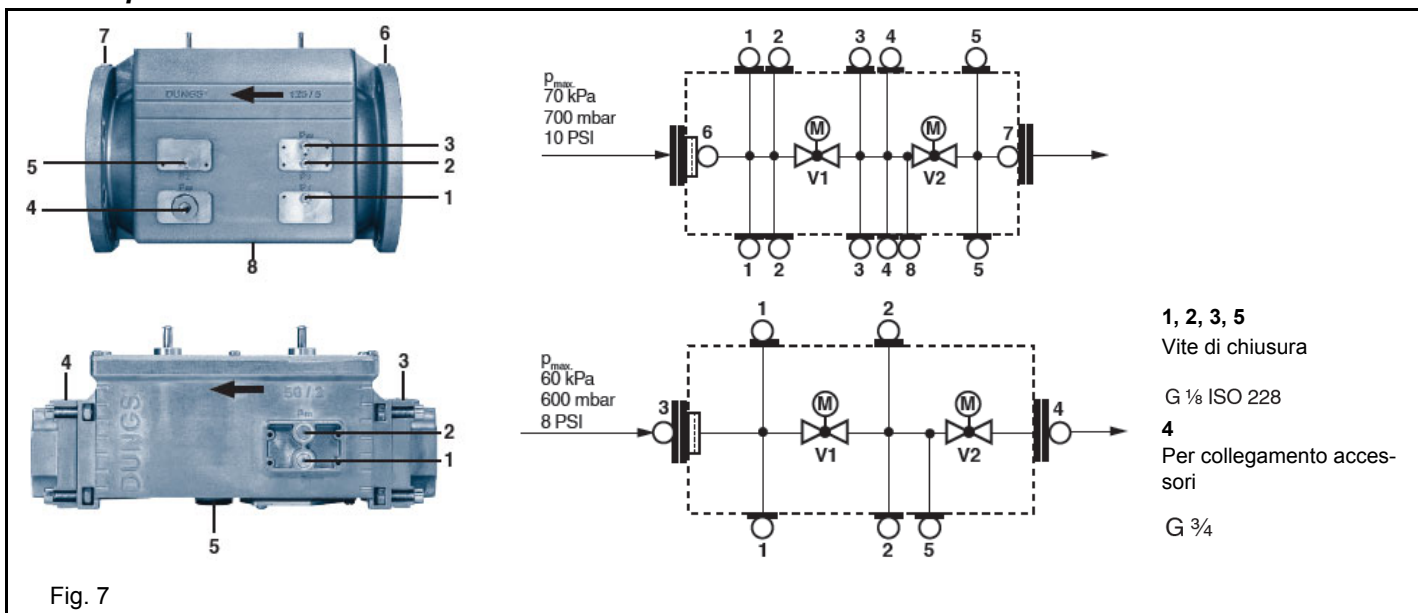 7
6
DUNGS
125/5
5
4
3
2
1
8
1 2 3 4 5
pmax.
70 kPa
700 mbar
10 PSI
6
M
M
7
V1
V2
1 2 3 4 8 5
4
3
50/2
DUNGS
2
1
5
1 2
pmax.
60 kPa
600 mbar
8 PSI
3
M
M
4
V1
V2
1 2 5
1, 2, 3, 5
Vite di chiusura
G ⅛ ISO 228
4
Per collegamento acces-
sori
G ¾
Fig. 7